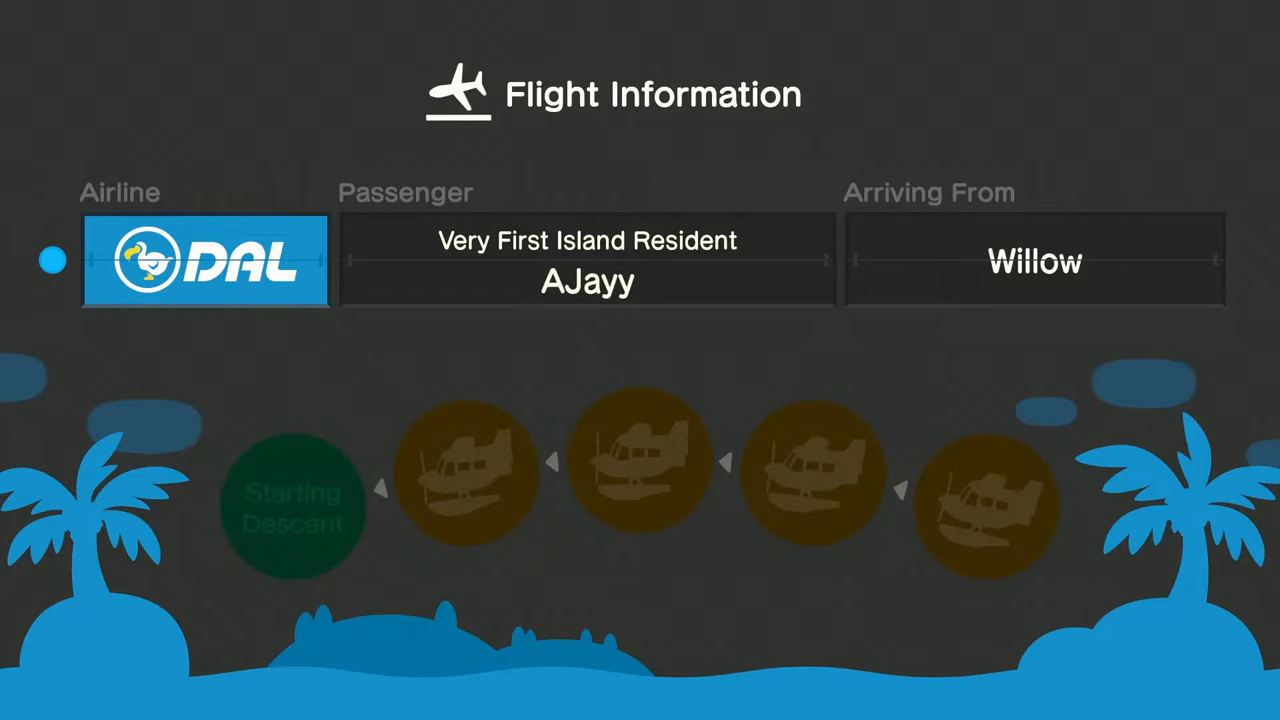 Flight Information
Airline
Passenger
Arriving From
DAL
Very First Island Resident
AJayy
Willow
Starting
Descent